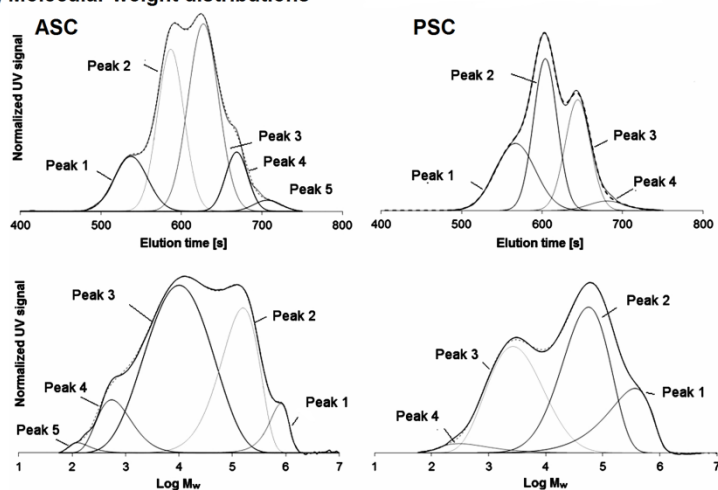 Molecular weight distributions
ASC
Peak 2
Peak 1
Peak 3
Peak 4
Peak 5
Normalized UV signal
400 500 600 700 800
Elution time [s]
PSC
Peak 2
Peak 3
Peak 1
Peak 4
400 500 600 700 800
Elution time [s]
Peak 3
Peak 2
Peak 4
Peak 1
Peak 5
Normalized UV signal
1 2 3 4 5 6 7
Log Mw
Peak 2
Peak 3
Peak 1
Peak 4
1 2 3 4 5 6 7
Log Mw